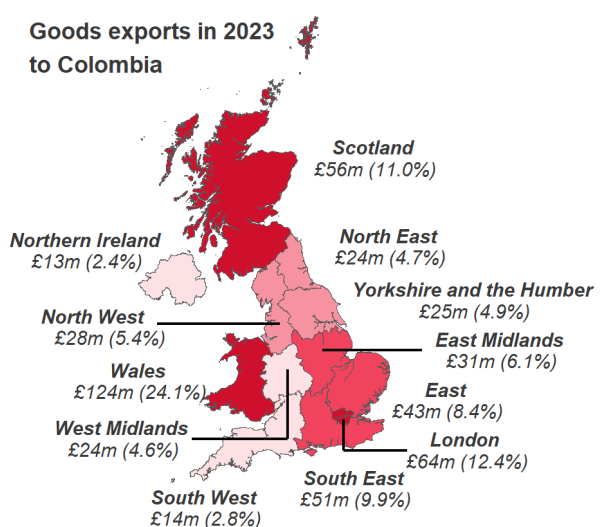 Goods exports in 2023
to Colombia
Scotland
£56m (11.0%)
Northern Ireland
£13m (2.4%)
North East
£24m (4.7%)
Yorkshire and the Humber
£25m (4.9%)
North West
£28m (5.4%)
East Midlands
£31m (6.1%)
Wales
£124m (24.1%)
East
£43m (8.4%)
West Midlands
£24m (4.6%)
London
£64m (12.4%)
South East
£51m (9.9%)
South West
£14m (2.8%)